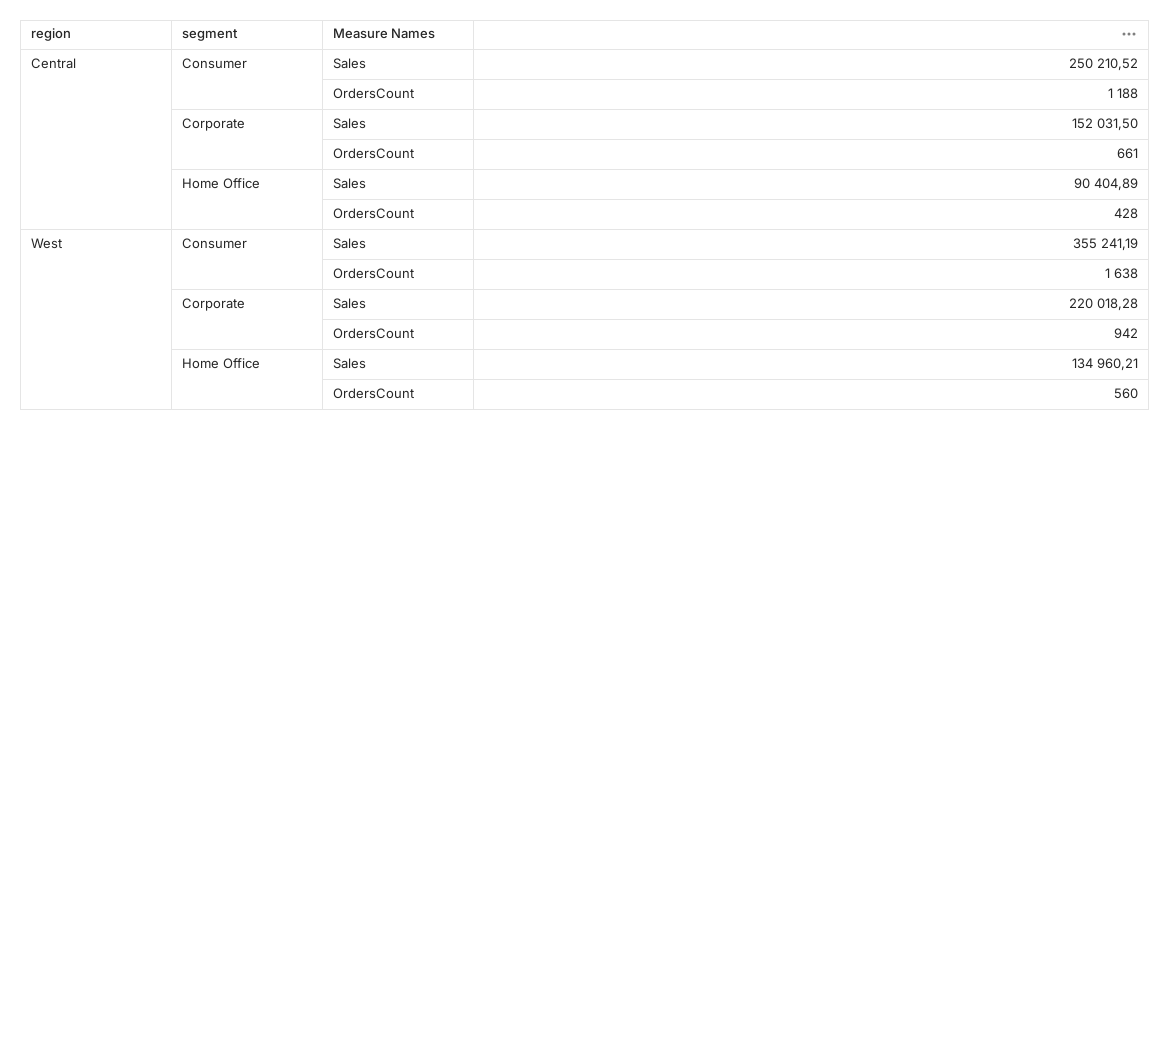 region segment Measure Names
Central Consumer Sales 250 210,52
OrdersCount 1 188
Corporate Sales 152 031,50
OrdersCount 661
Home Office Sales 90 404,89
OrdersCount 428
West Consumer Sales 355 241,19
OrdersCount 1 638
Corporate Sales 220 018,28
OrdersCount 942
Home Office Sales 134 960,21
OrdersCount 560